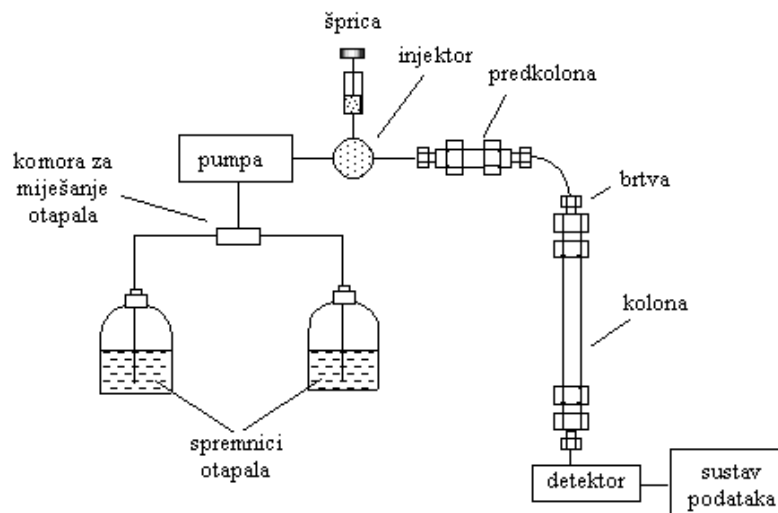 šprica
injektor
predkolona
komora za
miješanje
otapala
pumpa
brtva
kolona
spremnici
otapala
detektor
sustav
podataka